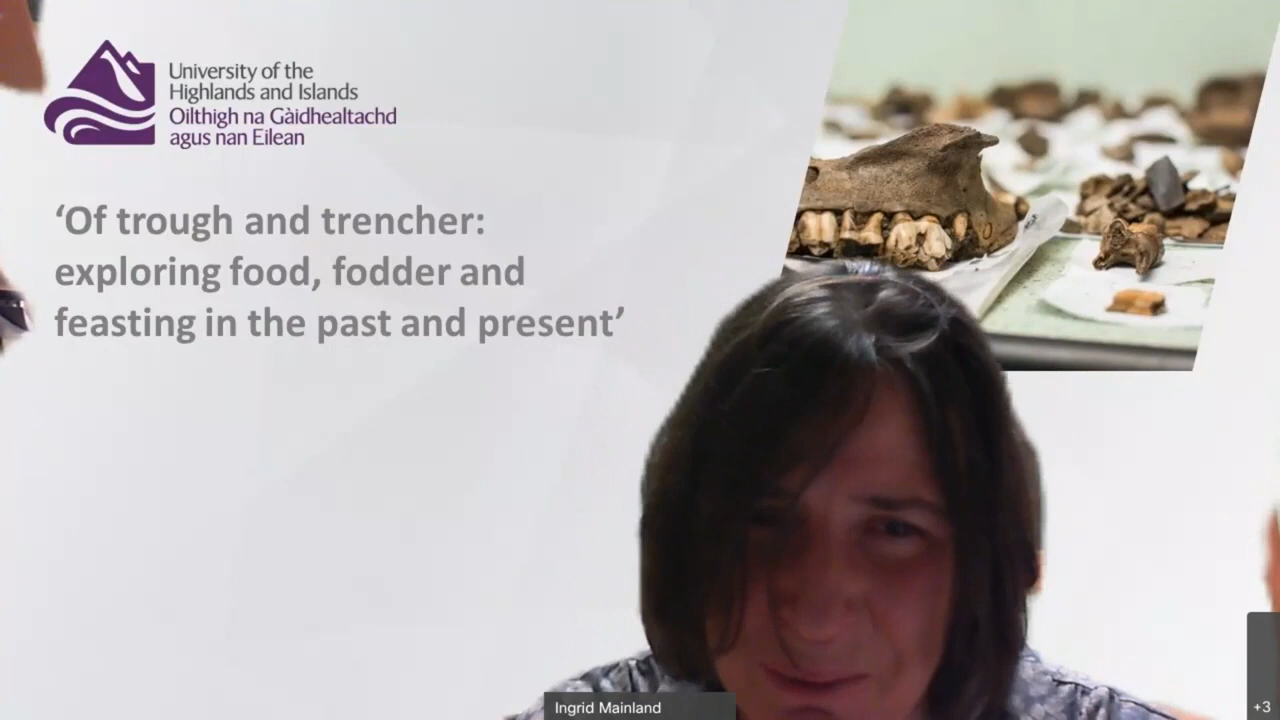 University of the
Highlands and Islands
Oilthigh na Gàidhealtachd
agus nan Eilean
‘Of trough and trencher:
exploring food, fodder and
feasting in the past and present’
Ingrid Mainland
+3